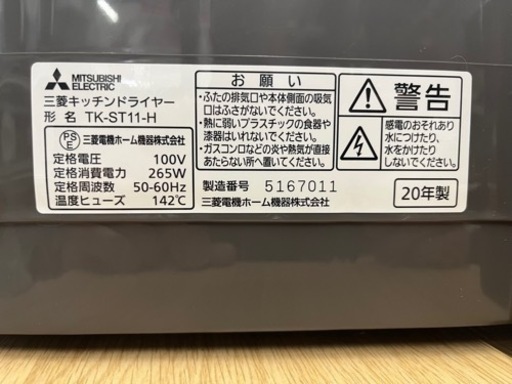 MITSUBISHI
ELECTRIC
三菱キッチンドライヤー
形 名 TK-ST11-H
PS
E
三菱電機ホーム機器株式会社
定格電圧 100V
定格消費電力 265W
定格周波数 50-60Hz
温度ヒューズ 142℃
お願い
・ふたの排気口や本体側面の吸気
口はふさがないでください。
・熱に弱いプラスチックの食器や
漆器はいれないでください。
・ガスコンロなどの炎や熱気が直接
あたらない所へ置いてください。
製造番号 5167011
三菱電機ホーム機器株式会社
警告
感電のおそれあり
水につけたり、
水をかけたり
しないでください。
20年製